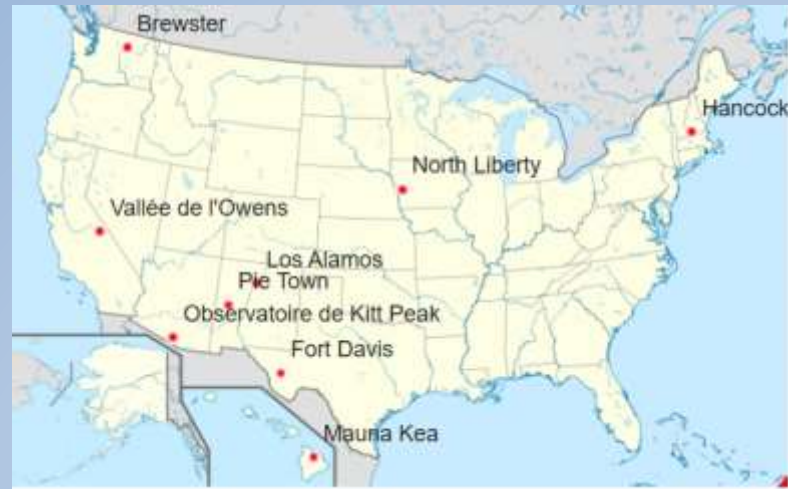 Brewster
Hancock
North Liberty
Vallée de l'Owens
Los Alamos
Pie Town
Observatoire de Kitt Peak
Fort Davis
Mauna Kea